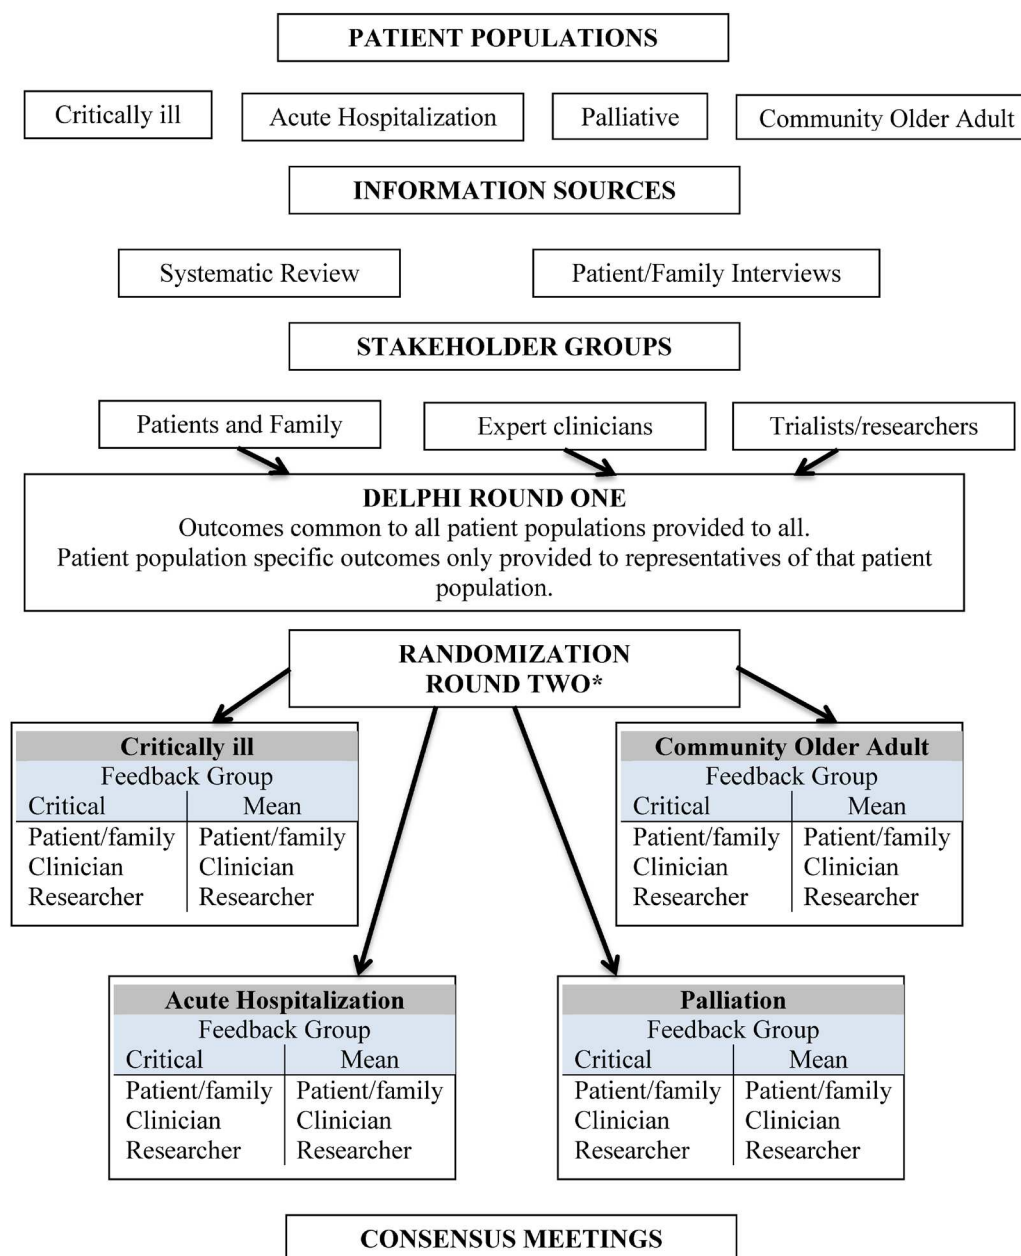 PATIENT POPULATIONS
Critically ill
Acute Hospitalization
Palliative
Community Older Adult
INFORMATION SOURCES
Systematic Review
Patient/Family Interviews
STAKEHOLDER GROUPS
Patients and Family
Expert clinicians
Trialists/researchers
DELPHI ROUND ONE
Outcomes common to all patient populations provided to all.
Patient population specific outcomes only provided to representatives of that patient
population.
RANDOMIZATION
ROUND TWO*
Critically ill
Feedback Group
Critical Mean
Patient/family Patient/family
Clinician Clinician
Researcher Researcher
Community Older Adult
Feedback Group
Critical Mean
Patient/family Patient/family
Clinician Clinician
Researcher Researcher
Acute Hospitalization
Feedback Group
Critical Mean
Patient/family Patient/family
Clinician Clinician
Researcher Researcher
Palliation
Feedback Group
Critical Mean
Patient/family Patient/family
Clinician Clinician
Researcher Researcher
CONSENSUS MEETINGS